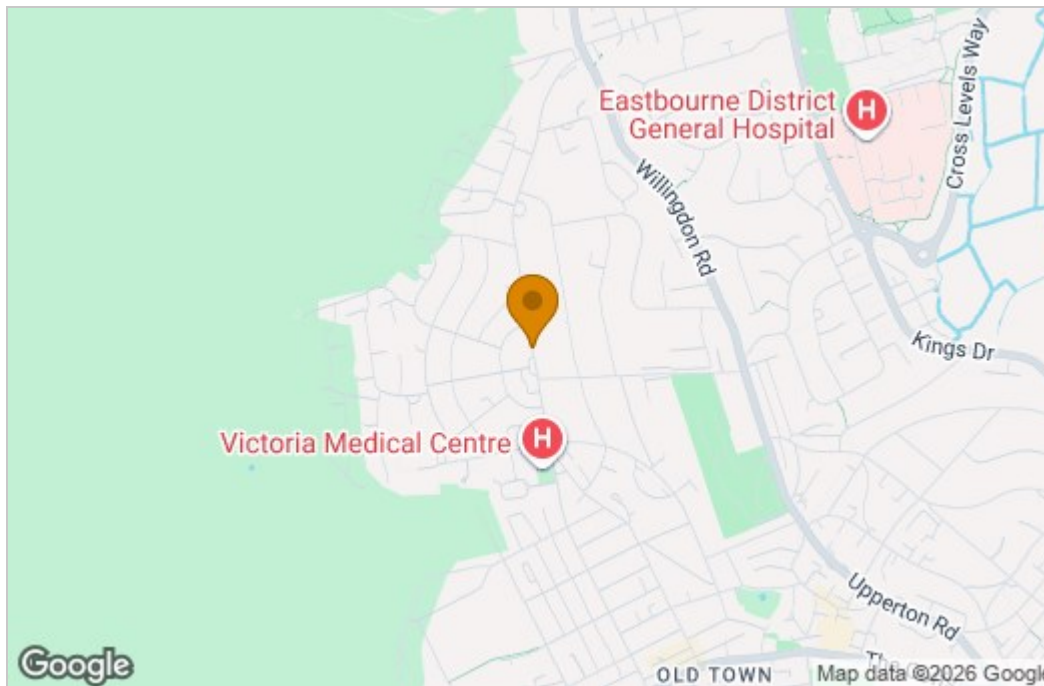 Eastbourne District
General Hospital
Cross Levels Way
Willingdon Rd
Kings Dr
Victoria Medical Centre
Upperton Rd
OLD TOWN
Google
Map data ©2026 Google